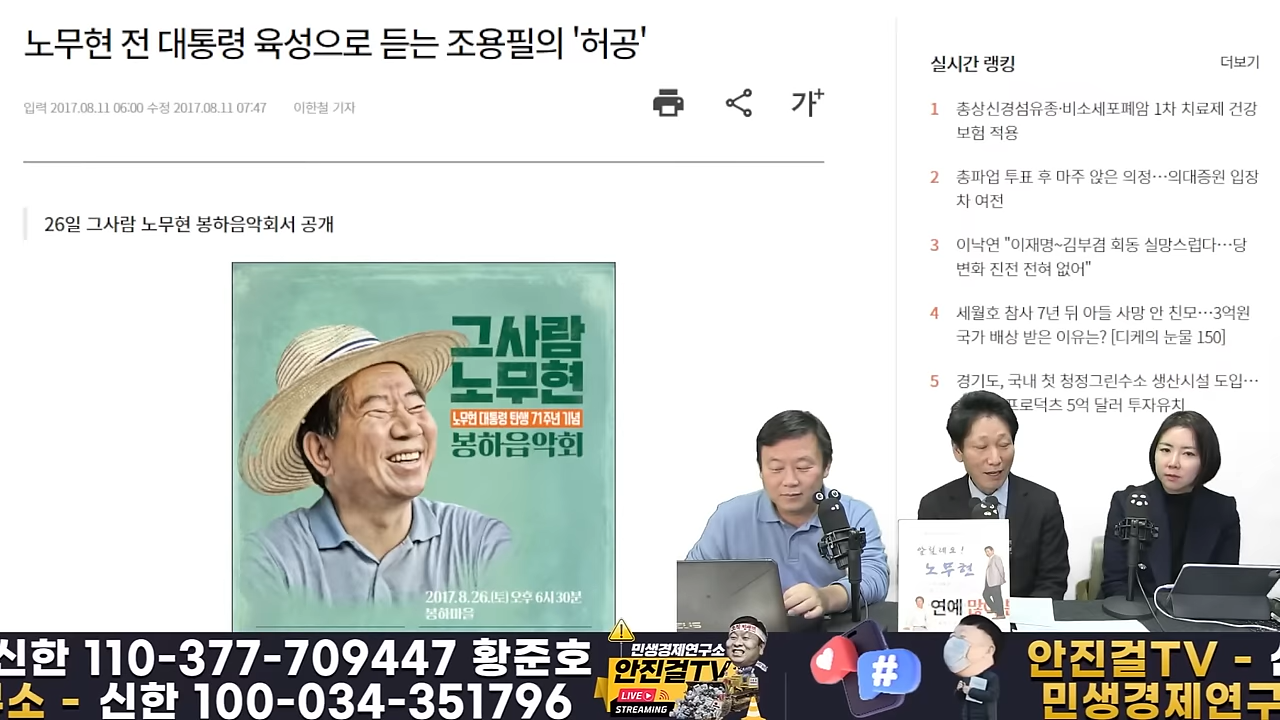 노무현 전 대통령 육성으로 듣는 조용필의 '허공'
입력 2017.08.11 06:00 수정 2017.08.11 07:47 이한철 기자
가+
26일 그사람 노무현 봉하음악회서 공개
그사람
노무현
노무현 대통령 탄생 71주년 기념
봉하음악회
2017.8.26.(토) 오후 6시 30분
봉하마을
실시간 랭킹
더보기
1 총상신경섬유종·비소세포폐암 1차 치료제 건강
보험 적용
2 총파업 투표 후 마주 앉은 의정…의대증원 입장
차 여전
3 이낙연 "이재명~김부겸 회동 실망스럽다…당
변화 진전 전혀 없어"
4 세월호 참사 7년 뒤 아들 사망 안 친모…3억원
국가 배상 받은 이유는? [디케의 눈물 150]
5 경기도, 국내 첫 청정그린수소 생산시설 도입…
프로덕츠 5억 달러 투자유치
노무현
연예
신한 110-377-709447 황준호
소 - 신한 100-034-351796
민생경제연구소
안진걸TV
LIVE
STREAMING
#
안진걸TV -
민생경제연구